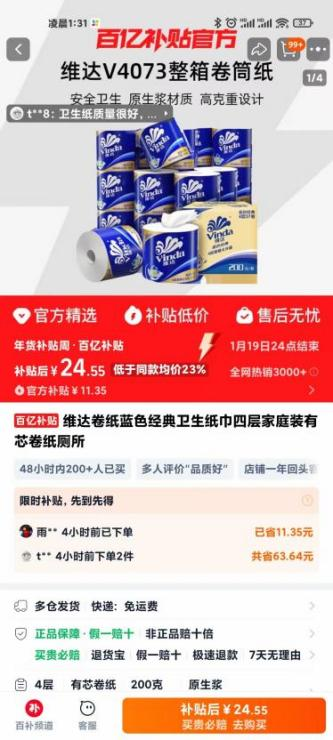 凌晨1:31
37
百亿补贴官方
99+
维达V4073整箱卷筒纸
1/4
安全卫生 原生浆材质 高克重设计
t**8: 卫生纸质量很好,...
Vinda
维达
Vinda
Vinda
200克/卷
官方精选
补贴低价
售后无忧
年货补贴周·百亿补贴
1月19日24点结束
补贴后¥24.55
低于同款均价23%
全网热销3000+
官方补贴 ¥11.35
百亿补贴 维达卷纸蓝色经典卫生纸巾四层家庭装有
芯卷纸厕所
48小时内200+人已买
多人评价“品质好”
店铺一年回头客
限时补贴,先到先得
雨** 4小时前已下单
已省11.35元
t** 4小时前下单2件
共省63.64元
多仓发货 快递: 免运费
正品保障·假一赔十 非正品赔十倍
买贵必赔 退货宝 假一赔十 极速退款 7天无理由
4层 有芯卷纸 200克 原生浆
补
百补频道
客服
补贴后 ¥24.55
买贵必赔 去购买